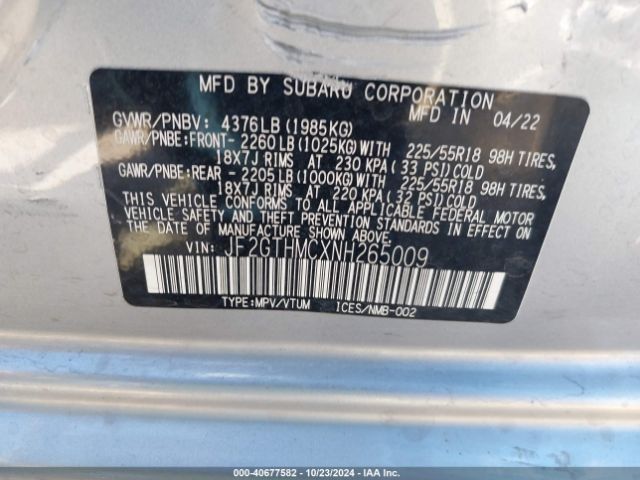 MFD BY SUBARU CORPORATION
MFD IN 04/22
GVWR/PNBV: 4376LB(1985KG)
GAWR/PNBE:FRONT- 2260LB(1025KG)WITH 225/55R18 98H TIRES,
18X7J RIMS AT 230 KPA(33 PSI)COLD
GAWR/PNBE:REAR - 2205LB(1000KG)WITH 225/55R18 98H TIRES,
18X7J RIMS AT 220 KPA(32 PSI)COLD
THIS VEHICLE CONFORMS TO ALL APPLICABLE FEDERAL MOTOR
VEHICLE SAFETY AND THEFT PREVENTION STANDARDS IN EFFECT ON
THE DATE OF MANUFACTURE SHOWN ABOVE.
VIN: JF2GTHMCXNH265009
TYPE:MPV/VTUM ICES/NMB-002
000-40677582 - 10/23/2024 - IAA Inc.